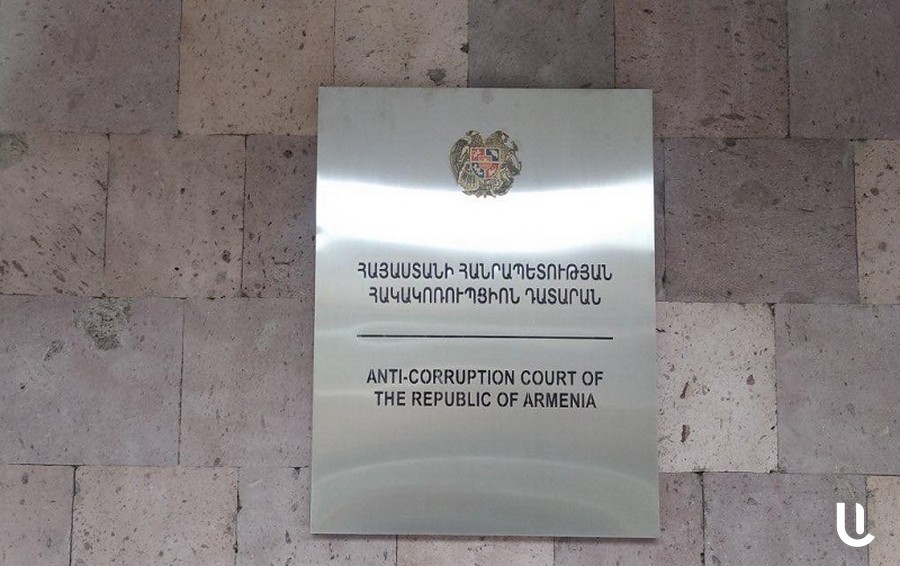 ՀԱՅԱՍՏԱՆԻ ՀԱՆՐԱՊԵՏՈՒԹՅԱՆ
ՀԱԿԱԿՈՌՈՒՊՑԻՈՆ ԴԱՏԱՐԱՆ
ANTI-CORRUPTION COURT OF
THE REPUBLIC OF ARMENIA